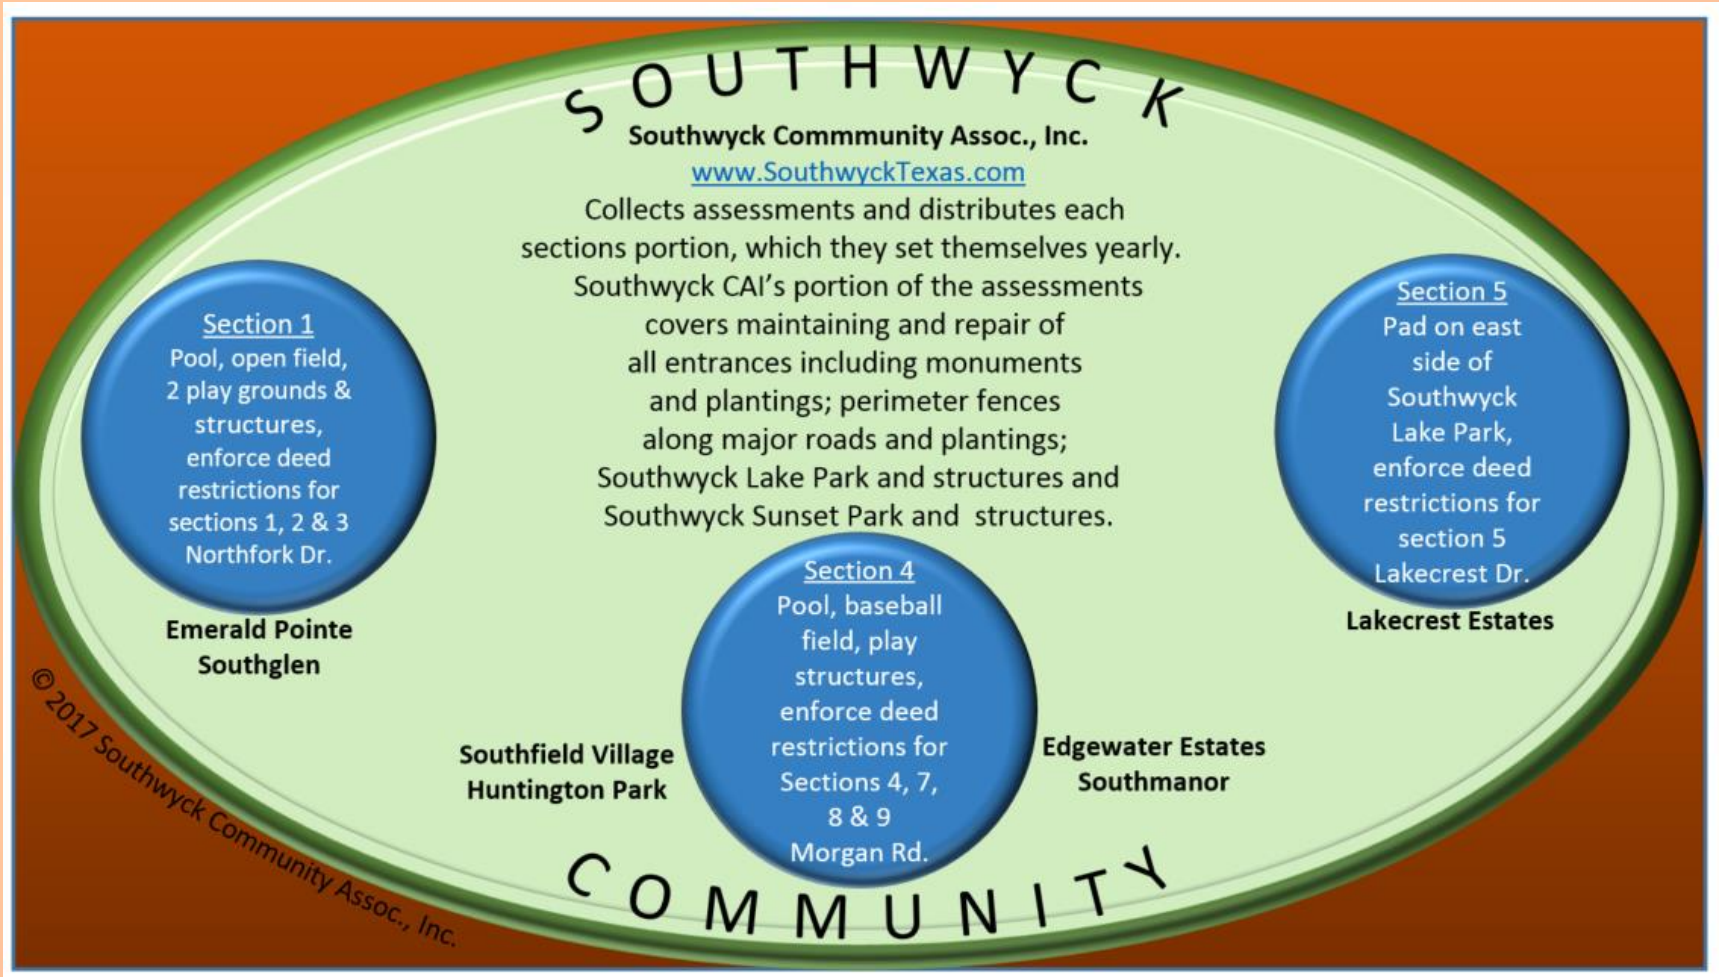 SOUTHWYCK
Southwyck Commmunity Assoc., Inc.
www.SouthwyckTexas.com
Collects assessments and distributes each
sections portion, which they set themselves yearly.
Southwyck CAI’s portion of the assessments
covers maintaining and repair of
all entrances including monuments
and plantings; perimeter fences
along major roads and plantings;
Southwyck Lake Park and structures and
Southwyck Sunset Park and structures.
Section 1
Pool, open field,
2 play grounds &
structures,
enforce deed
restrictions for
sections 1, 2 & 3
Northfork Dr.
Emerald Pointe
Southglen
Section 4
Pool, baseball
field, play
structures,
enforce deed
restrictions for
Sections 4, 7,
8 & 9
Morgan Rd.
Southfield Village
Huntington Park
Edgewater Estates
Southmanor
Section 5
Pad on east
side of
Southwyck
Lake Park,
enforce deed
restrictions for
section 5
Lakecrest Dr.
Lakecrest Estates
COMMUNITY
© 2017 Southwyck Community Assoc., Inc.